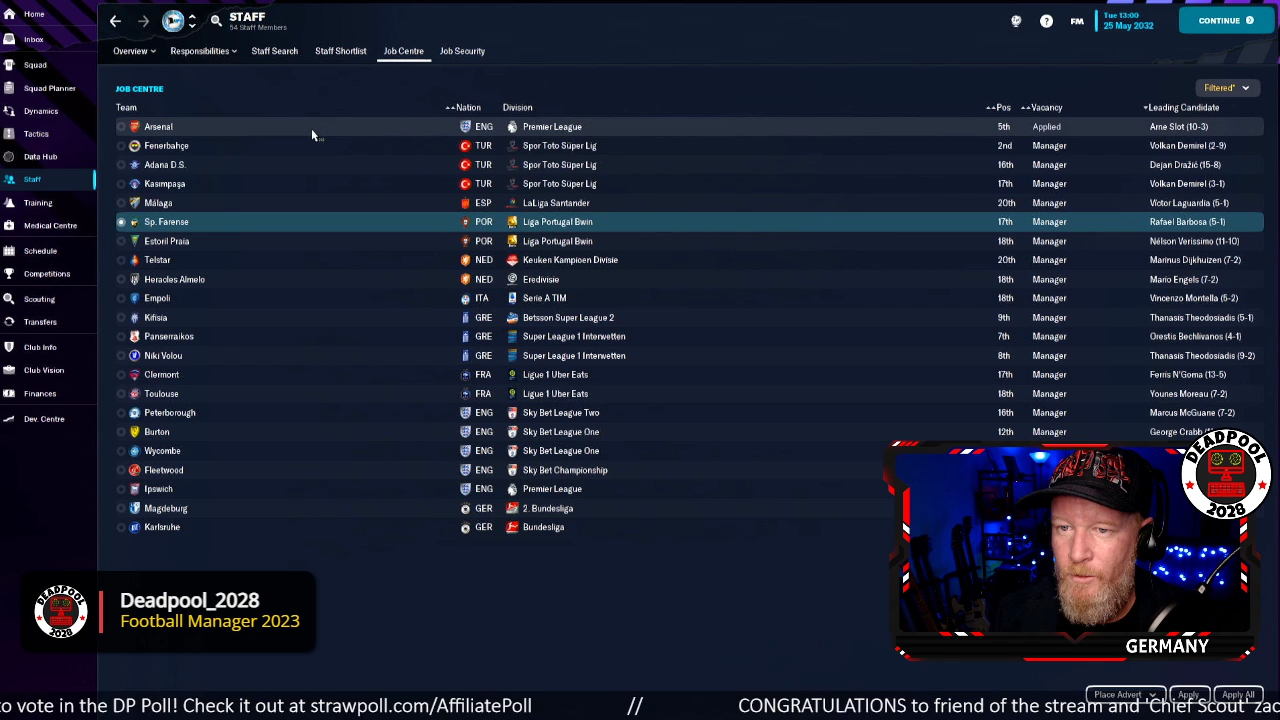 Home
Inbox
Squad
Squad Planner
Dynamics
Tactics
Data Hub
Staff
Training
Medical Centre
Schedule
Competitions
Scouting
Transfers
Club Info
Club Vision
Finances
Dev. Centre
STAFF
54 Staff Members
FM
Tue 13:00
25 May 2032
CONTINUE
Overview Responsibilities Staff Search Staff Shortlist Job Centre Job Security
JOB CENTRE
Filtered*
Team Nation Division Pos Vacancy Leading Candidate
Arsenal ENG Premier League 5th Applied Arne Slot (10-3)
Fenerbahçe TUR Spor Toto Süper Lig 2nd Manager Volkan Demirel (2-9)
Adana D.S. TUR Spor Toto Süper Lig 16th Manager Dejan Dražić (15-8)
Kasımpaşa TUR Spor Toto Süper Lig 17th Manager Volkan Demirel (3-1)
Málaga ESP LaLiga Santander 20th Manager Víctor Laguardia (5-1)
Sp. Farense POR Liga Portugal Bwin 17th Manager Rafael Barbosa (5-1)
Estoril Praia POR Liga Portugal Bwin 18th Manager Nélson Veríssimo (11-10)
Telstar NED Keuken Kampioen Divisie 20th Manager Marinus Dijkhuizen (7-2)
Heracles Almelo NED Eredivisie 18th Manager Mario Engels (7-2)
Empoli ITA Serie A TIM 18th Manager Vincenzo Montella (5-2)
Kifisia GRE Betsson Super League 2 9th Manager Thanasis Theodosiadis (5-1)
Panserraikos GRE Super League 1 Interwetten 7th Manager Orestis Bechlivanos (4-1)
Niki Volou GRE Super League 1 Interwetten 8th Manager Thanasis Theodosiadis (9-2)
Clermont FRA Ligue 1 Uber Eats 17th Manager Ferris N'Goma (13-5)
Toulouse FRA Ligue 1 Uber Eats 18th Manager Younes Moreau (7-2)
Peterborough ENG Sky Bet League Two 16th Manager Marcus McGuane (7-2)
Burton ENG Sky Bet League One 12th Manager George Crabb
Wycombe ENG Sky Bet League One
Fleetwood ENG Sky Bet Championship
Ipswich ENG Premier League
Magdeburg GER 2. Bundesliga
Karlsruhe GER Bundesliga
DEADPOOL
2028
Deadpool_2028
Football Manager 2023
DEADPOOL
2028
GERMANY
Place Advert Apply Apply All
to vote in the DP Poll! Check it out at strawpoll.com/AffiliatePoll // CONGRATULATIONS to friend of the stream and 'Chief Scout' zac